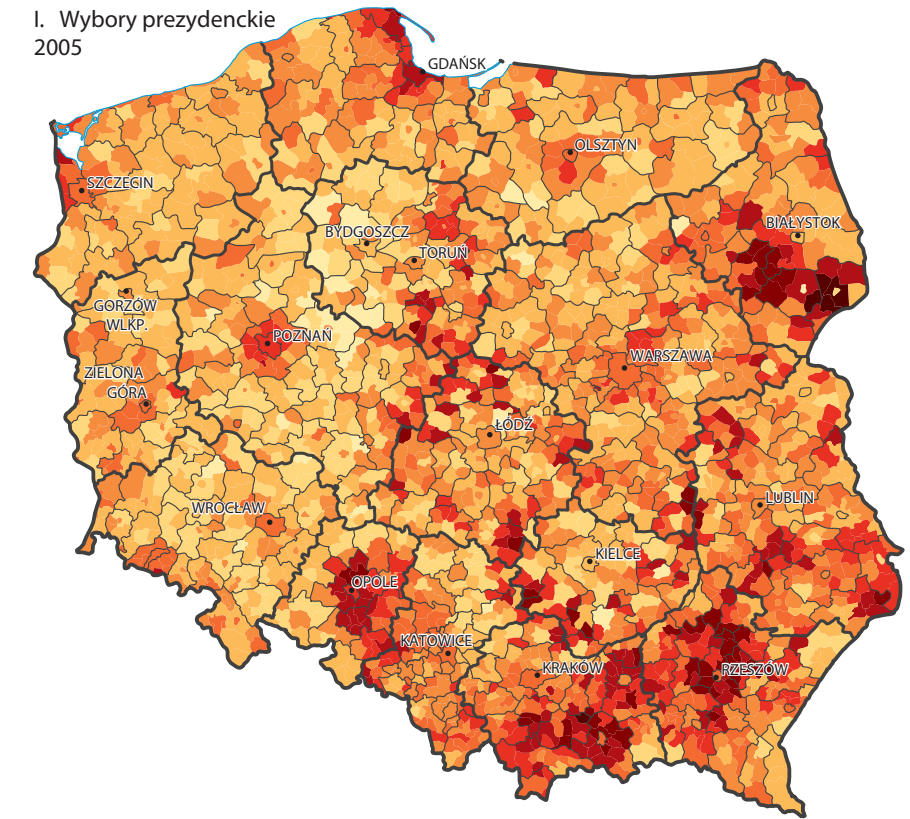 I. Wybory prezydenckie
2005
GDAŃSK
OLSZTYN
SZCZECIN
BIAŁYSTOK
BYDGOSZCZ
TORUŃ
GORZÓW
WLKP.
POZNAŃ
WARSZAWA
ZIELONA
GÓRA
ŁÓDŹ
LUBLIN
WROCŁAW
KIELCE
OPOLE
KATOWICE
KRAKÓW
RZESZÓW